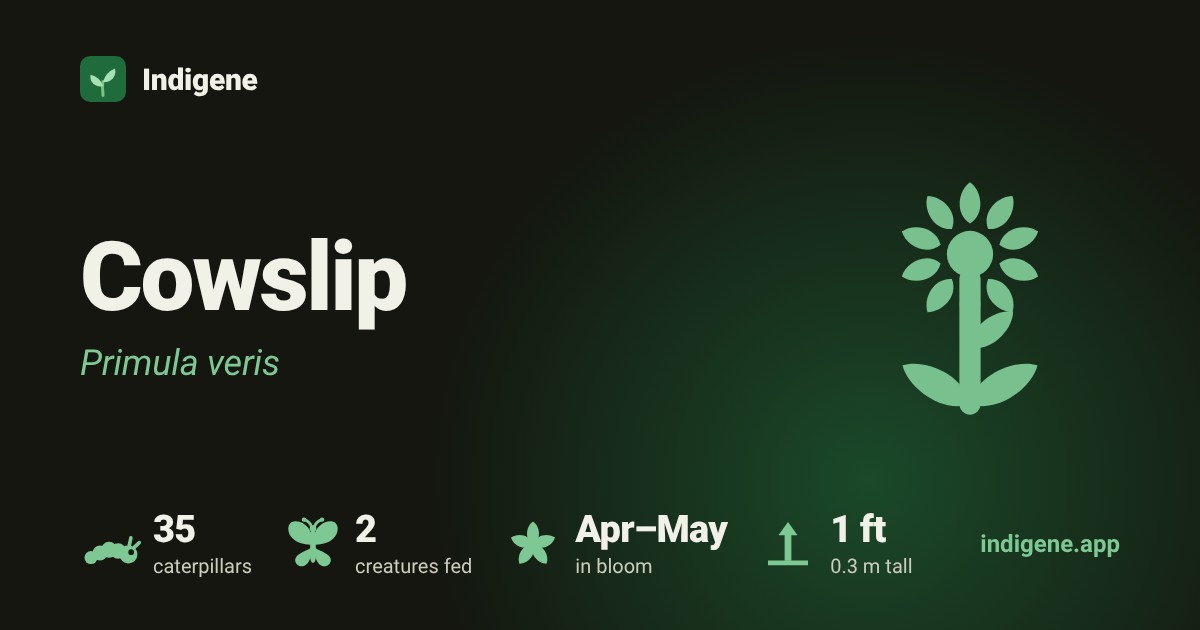 Indigene
Cowslip
Primula veris
35
caterpillars
2
creatures fed
Apr–May
in bloom
1 ft
0.3 m tall
indigene.app